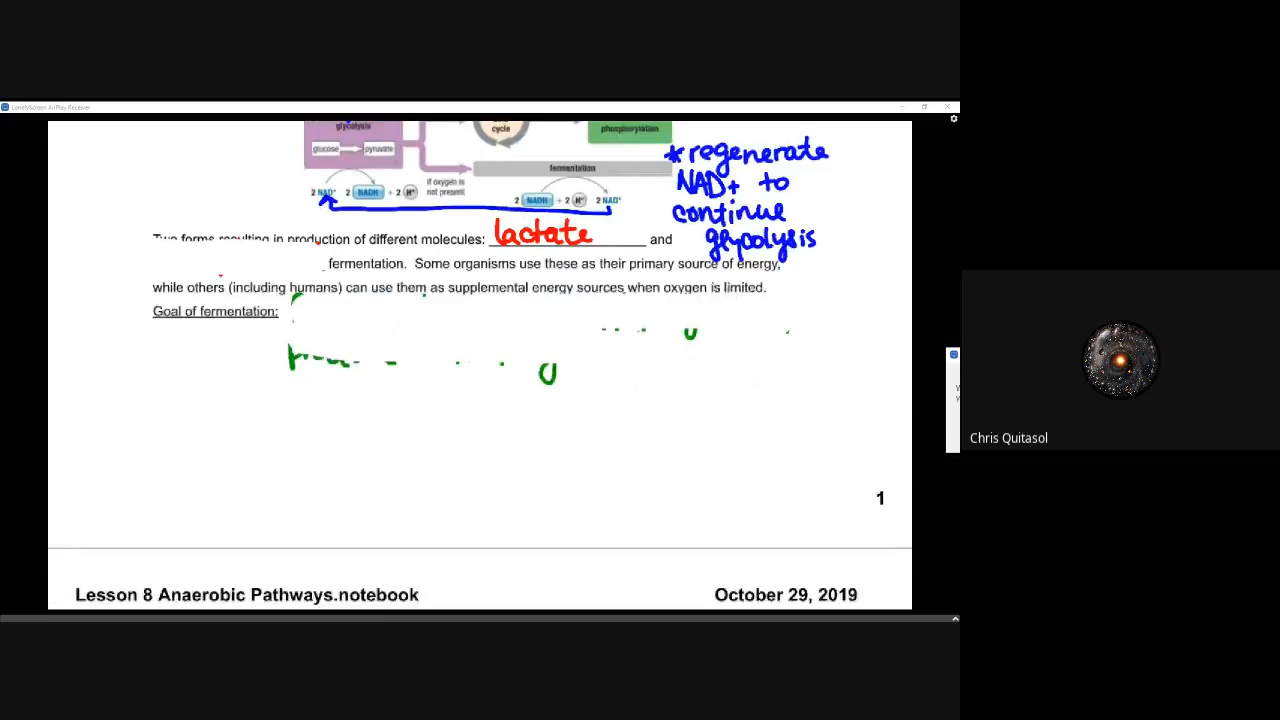 LonelyScreen AirPlay Receiver
glycolysis
cycle
phosphorylation
glucose pyruvate
fermentation
if oxygen is
not present
2 NAD+ 2 NADH + 2 H+
2 NADH + 2 H+ 2 NAD+
*regenerate
NAD+ to
continue
glycolysis
Two forms resulting in production of different molecules: lactate and
fermentation. Some organisms use these as their primary source of energy,
while others (including humans) can use them as supplemental energy sources when oxygen is limited.
Goal of fermentation:
1
Lesson 8 Anaerobic Pathways.notebook
October 29, 2019
Chris Quitasol